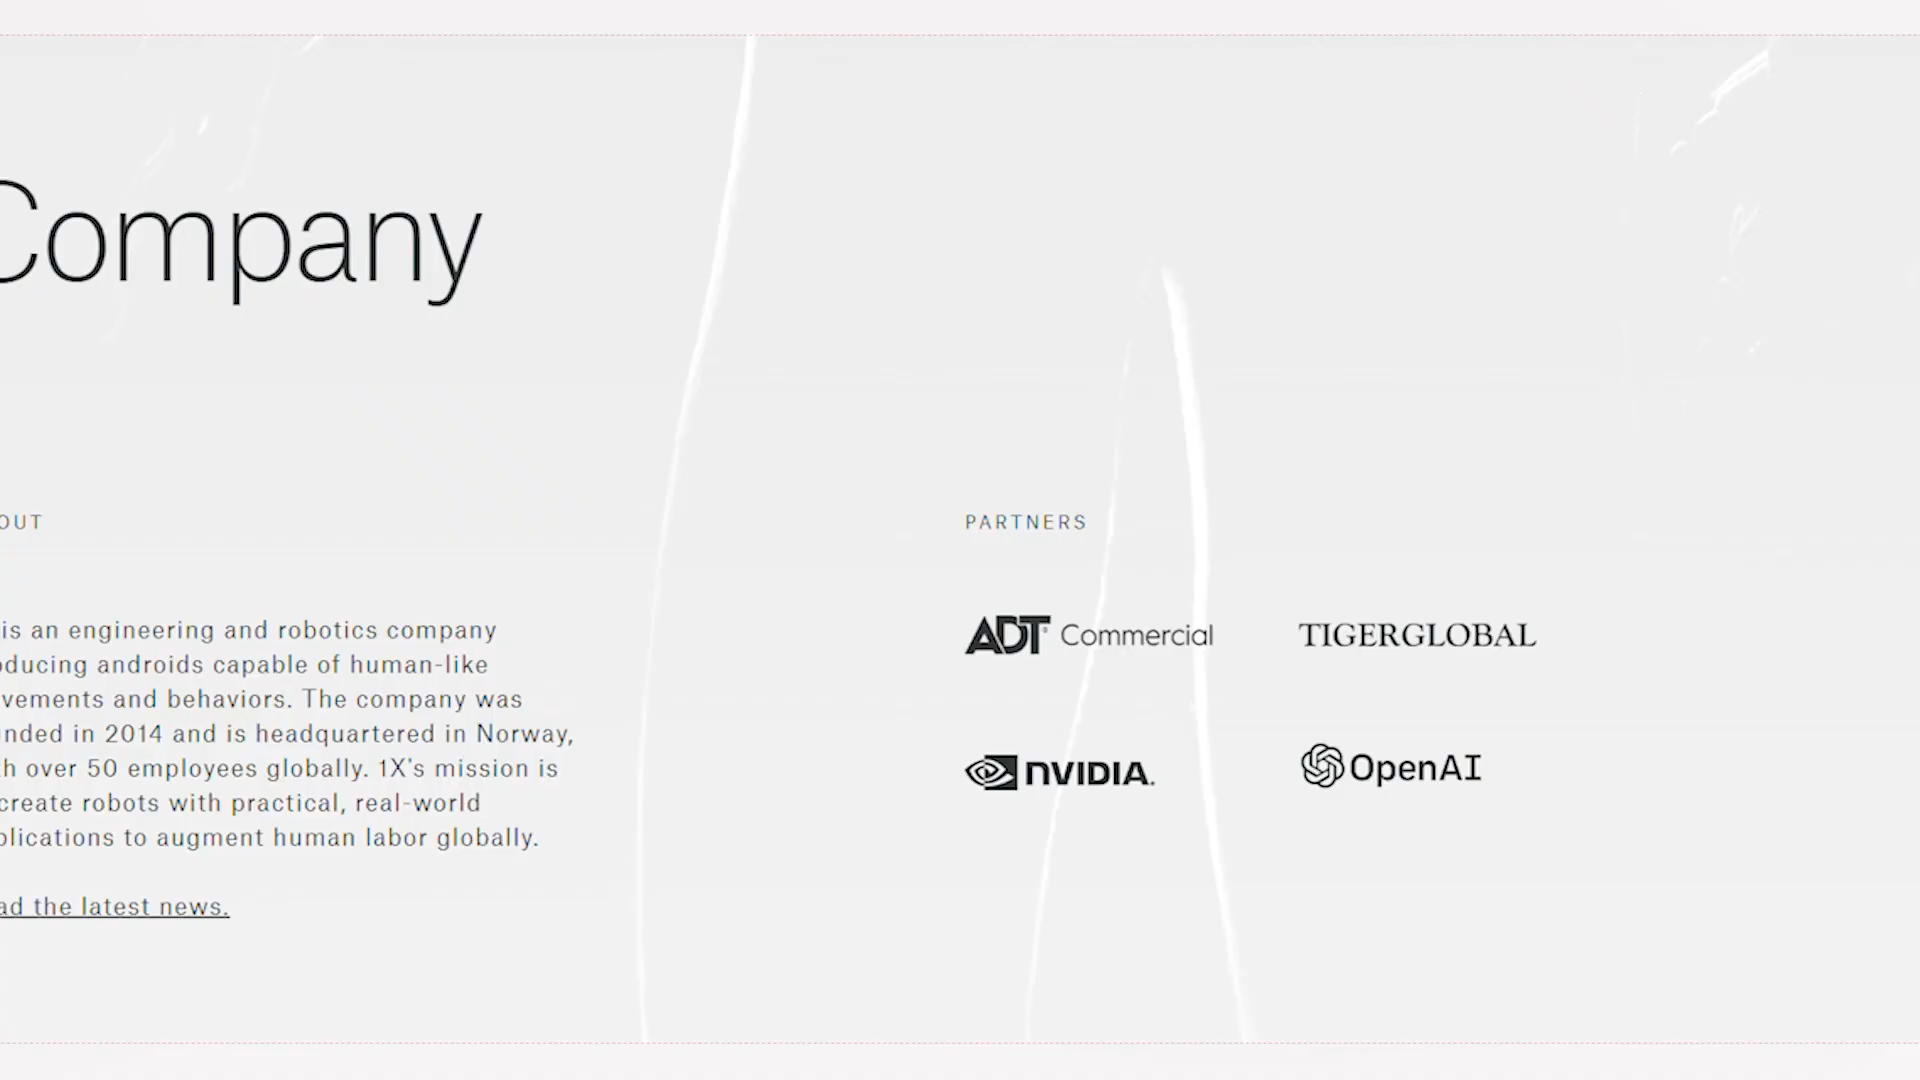 Company
OUT
is an engineering and robotics company
oducing androids capable of human-like
vements and behaviors. The company was
nded in 2014 and is headquartered in Norway,
h over 50 employees globally. 1X's mission is
create robots with practical, real-world
plications to augment human labor globally.
ad the latest news.
PARTNERS
ADT Commercial
TIGERGLOBAL
NVIDIA.
OpenAI